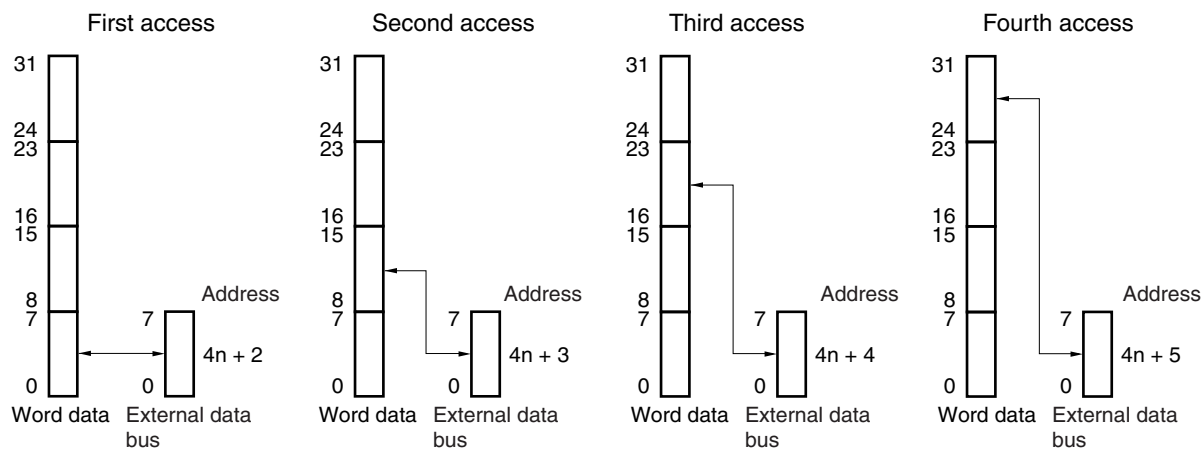 First access
31
24
23
16
15
8
7
0
Word data
Address
7
4n + 2
0
External data
bus
Second access
31
24
23
16
15
8
7
0
Word data
Address
7
4n + 3
0
External data
bus
Third access
31
24
23
16
15
8
7
0
Word data
Address
7
4n + 4
0
External data
bus
Fourth access
31
24
23
16
15
8
7
0
Word data
Address
7
4n + 5
0
External data
bus